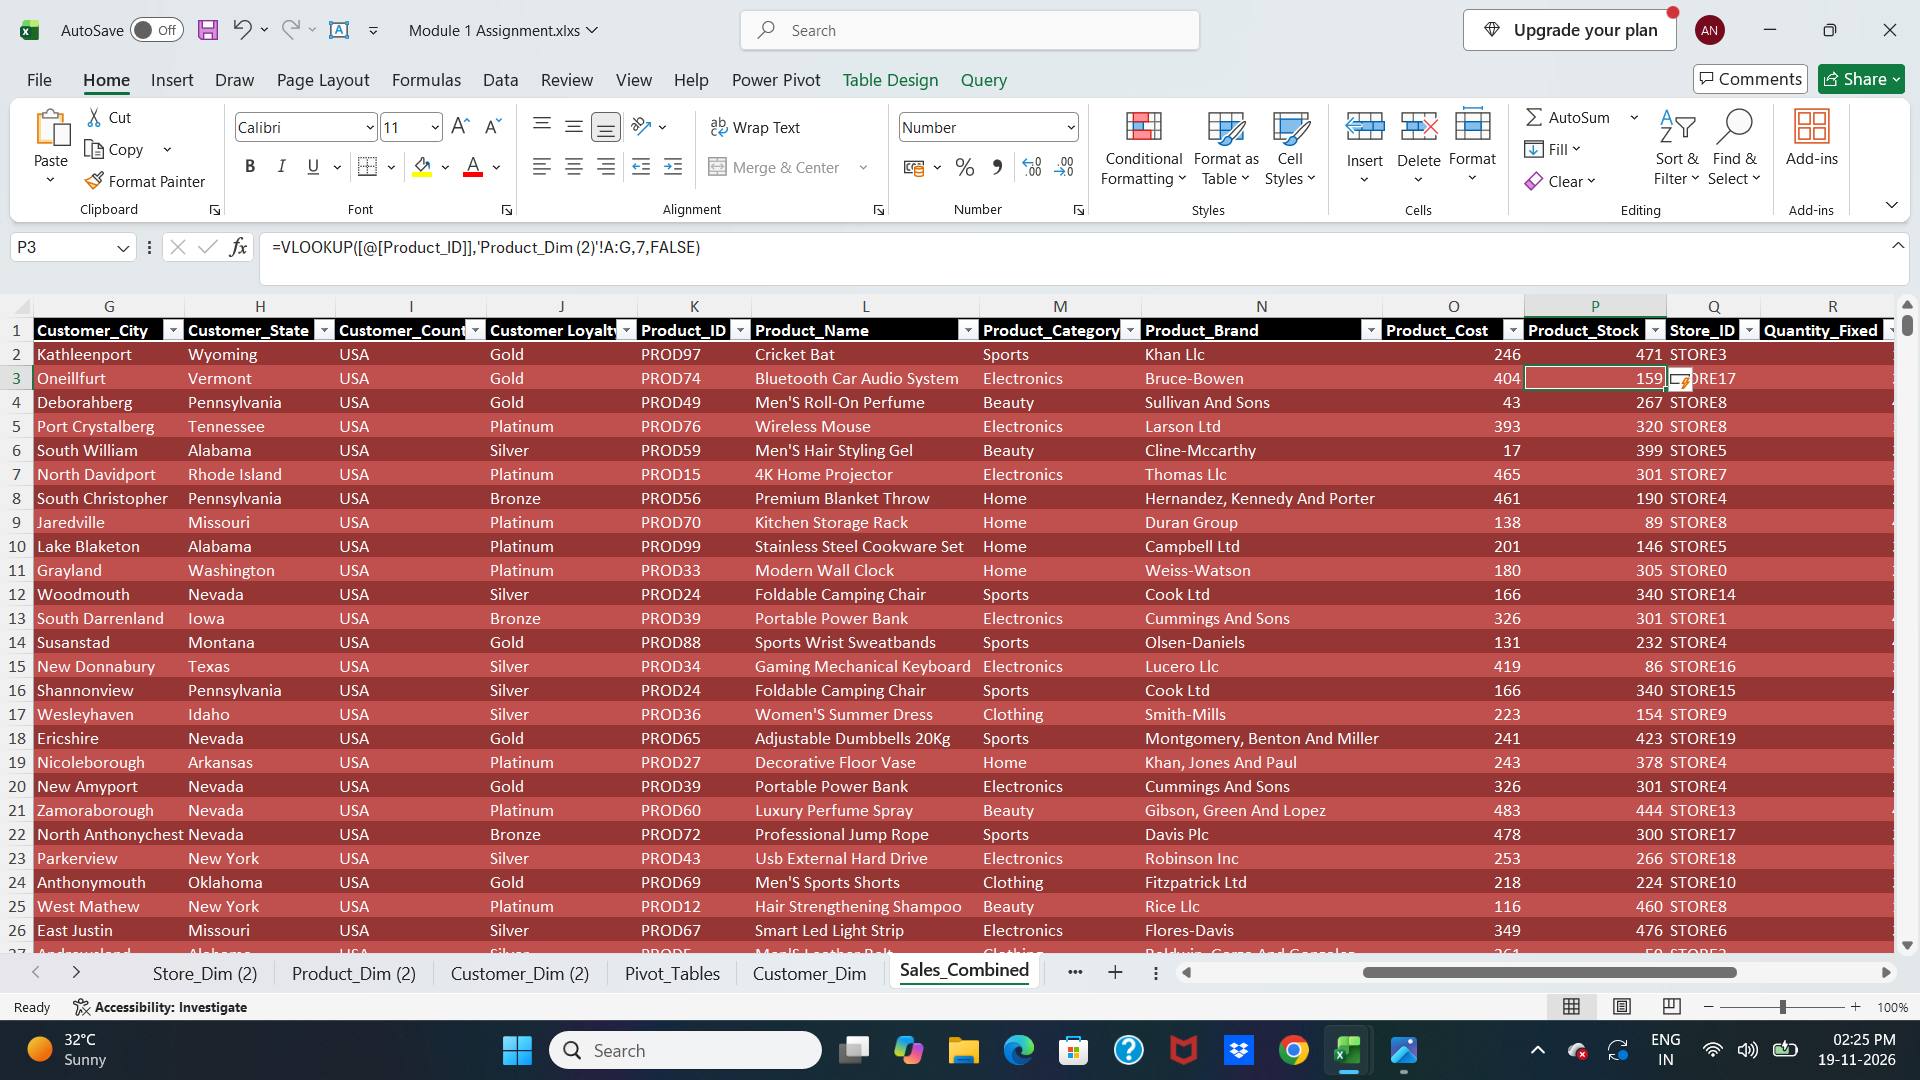 AutoSave Off Module 1 Assignment.xlxs Search Upgrade your plan AN
File Home Insert Draw Page Layout Formulas Data Review View Help Power Pivot Table Design Query Comments Share
Paste Cut Copy Format Painter Clipboard
Calibri 11 B I U Font
Wrap Text Merge & Center Alignment
Number % Number
Conditional Formatting Format as Table Cell Styles Styles
Insert Delete Format Cells
AutoSum Fill Clear Sort & Filter Find & Select Editing
Add-ins Add-ins
P3 fx =VLOOKUP([@[Product_ID]],'Product_Dim (2)'!A:G,7,FALSE)
G H I J K L M N O P Q R
1 Customer_City Customer_State Customer_Count Customer Loyalt Product_ID Product_Name Product_Category Product_Brand Product_Cost Product_Stock Store_ID Quantity_Fixed
2 Kathleenport Wyoming USA Gold PROD97 Cricket Bat Sports Khan Llc 246 471 STORE3
3 Oneillfurt Vermont USA Gold PROD74 Bluetooth Car Audio System Electronics Bruce-Bowen 404 159 ORE17
4 Deborahberg Pennsylvania USA Gold PROD49 Men'S Roll-On Perfume Beauty Sullivan And Sons 43 267 STORE8
5 Port Crystalberg Tennessee USA Platinum PROD76 Wireless Mouse Electronics Larson Ltd 393 320 STORE8
6 South William Alabama USA Silver PROD59 Men'S Hair Styling Gel Beauty Cline-Mccarthy 17 399 STORE5
7 North Davidport Rhode Island USA Platinum PROD15 4K Home Projector Electronics Thomas Llc 465 301 STORE7
8 South Christopher Pennsylvania USA Bronze PROD56 Premium Blanket Throw Home Hernandez, Kennedy And Porter 461 190 STORE4
9 Jaredville Missouri USA Platinum PROD70 Kitchen Storage Rack Home Duran Group 138 89 STORE8
10 Lake Blaketon Alabama USA Platinum PROD99 Stainless Steel Cookware Set Home Campbell Ltd 201 146 STORE5
11 Grayland Washington USA Platinum PROD33 Modern Wall Clock Home Weiss-Watson 180 305 STORE0
12 Woodmouth Nevada USA Silver PROD24 Foldable Camping Chair Sports Cook Ltd 166 340 STORE14
13 South Darrenland Iowa USA Bronze PROD39 Portable Power Bank Electronics Cummings And Sons 326 301 STORE1
14 Susanstad Montana USA Gold PROD88 Sports Wrist Sweatbands Sports Olsen-Daniels 131 232 STORE4
15 New Donnabury Texas USA Silver PROD34 Gaming Mechanical Keyboard Electronics Lucero Llc 419 86 STORE16
16 Shannonview Pennsylvania USA Silver PROD24 Foldable Camping Chair Sports Cook Ltd 166 340 STORE15
17 Wesleyhaven Idaho USA Silver PROD36 Women'S Summer Dress Clothing Smith-Mills 223 154 STORE9
18 Ericshire Nevada USA Gold PROD65 Adjustable Dumbbells 20Kg Sports Montgomery, Benton And Miller 241 423 STORE19
19 Nicoleborough Arkansas USA Platinum PROD27 Decorative Floor Vase Home Khan, Jones And Paul 243 378 STORE4
20 New Amyport Nevada USA Gold PROD39 Portable Power Bank Electronics Cummings And Sons 326 301 STORE4
21 Zamoraborough Nevada USA Platinum PROD60 Luxury Perfume Spray Beauty Gibson, Green And Lopez 483 444 STORE13
22 North Anthonychest Nevada USA Bronze PROD72 Professional Jump Rope Sports Davis Plc 478 300 STORE17
23 Parkerview New York USA Silver PROD43 Usb External Hard Drive Electronics Robinson Inc 253 266 STORE18
24 Anthonymouth Oklahoma USA Gold PROD69 Men'S Sports Shorts Clothing Fitzpatrick Ltd 218 224 STORE10
25 West Mathew New York USA Platinum PROD12 Hair Strengthening Shampoo Beauty Rice Llc 116 460 STORE8
26 East Justin Missouri USA Silver PROD67 Smart Led Light Strip Electronics Flores-Davis 349 476 STORE6
Store_Dim (2) Product_Dim (2) Customer_Dim (2) Pivot_Tables Customer_Dim Sales_Combined
Ready Accessibility: Investigate 100%
32°C Sunny Search ENG IN 02:25 PM 19-11-2026